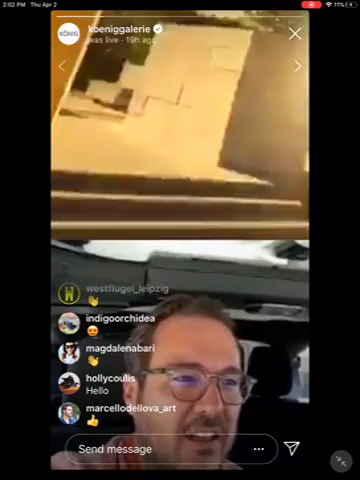 2:02 PM Thu Apr 2
11%
KÖNIG
koeniggalerie
was live · 19h ago
W
westflugel_leipzig
indigoorchidea
magdalenabari
hollycoulis
Hello
marcellodellova_art
Send message